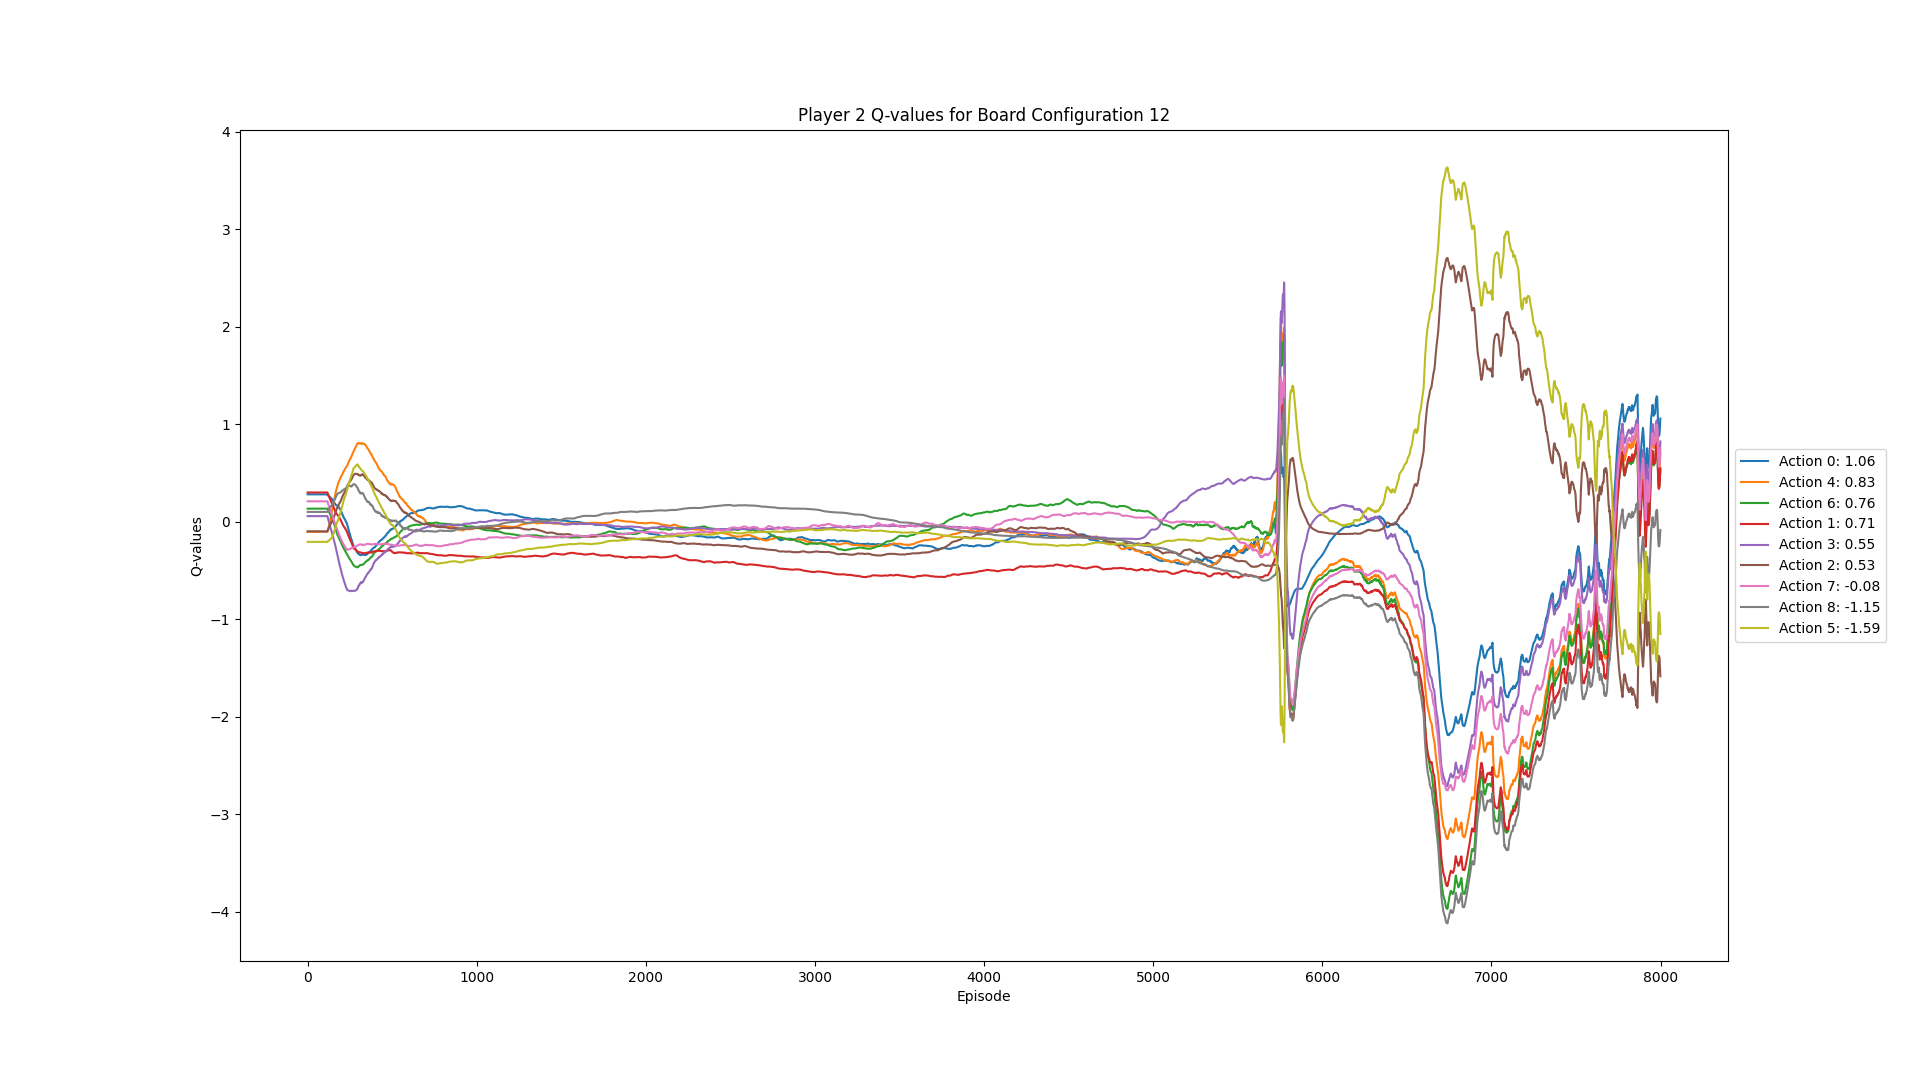 Player 2 Q-values for Board Configuration 12
4
3
2
1
0
−1
−2
−3
−4
Q-values
0 1000 2000 3000 4000 5000 6000 7000 8000
Episode
Action 0: 1.06
Action 4: 0.83
Action 6: 0.76
Action 1: 0.71
Action 3: 0.55
Action 2: 0.53
Action 7: -0.08
Action 8: -1.15
Action 5: -1.59